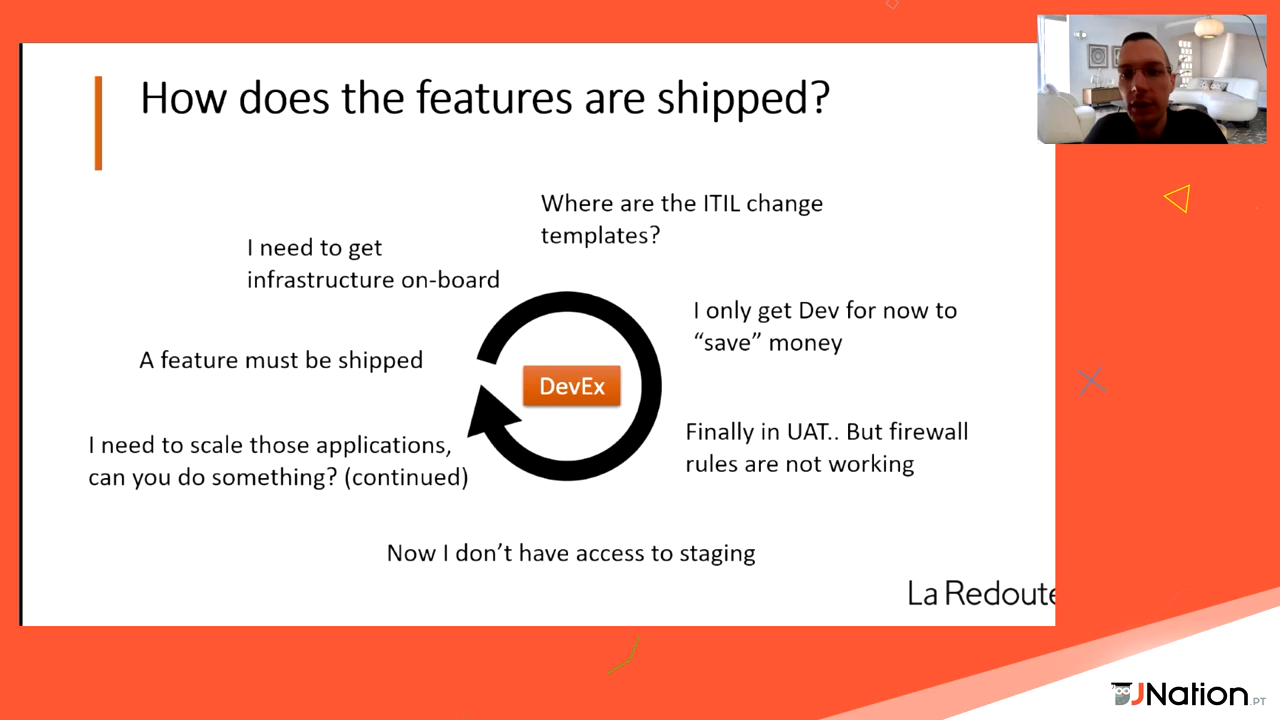 How does the features are shipped?
Where are the ITIL change
templates?
I need to get
infrastructure on-board
I only get Dev for now to
“save” money
A feature must be shipped
DevEx
Finally in UAT.. But firewall
rules are not working
I need to scale those applications,
can you do something? (continued)
Now I don’t have access to staging
La Redoute
JNation.PT